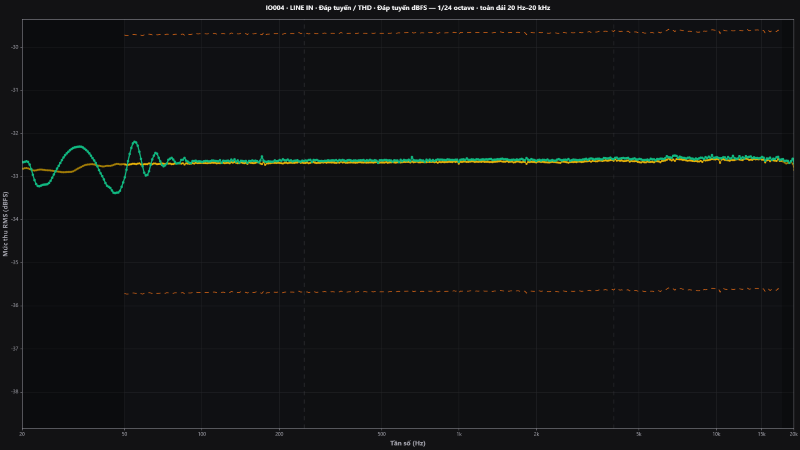 IO004 · LINE IN · Đáp tuyến / THD · Đáp tuyến dBFS — 1/24 octave · toàn dải 20 Hz–20 kHz
-30
-31
-32
-33
-34
-35
-36
-37
-38
Mức thu RMS (dBFS)
20
50
100
200
500
1k
2k
5k
10k
15k
20k
Tần số (Hz)